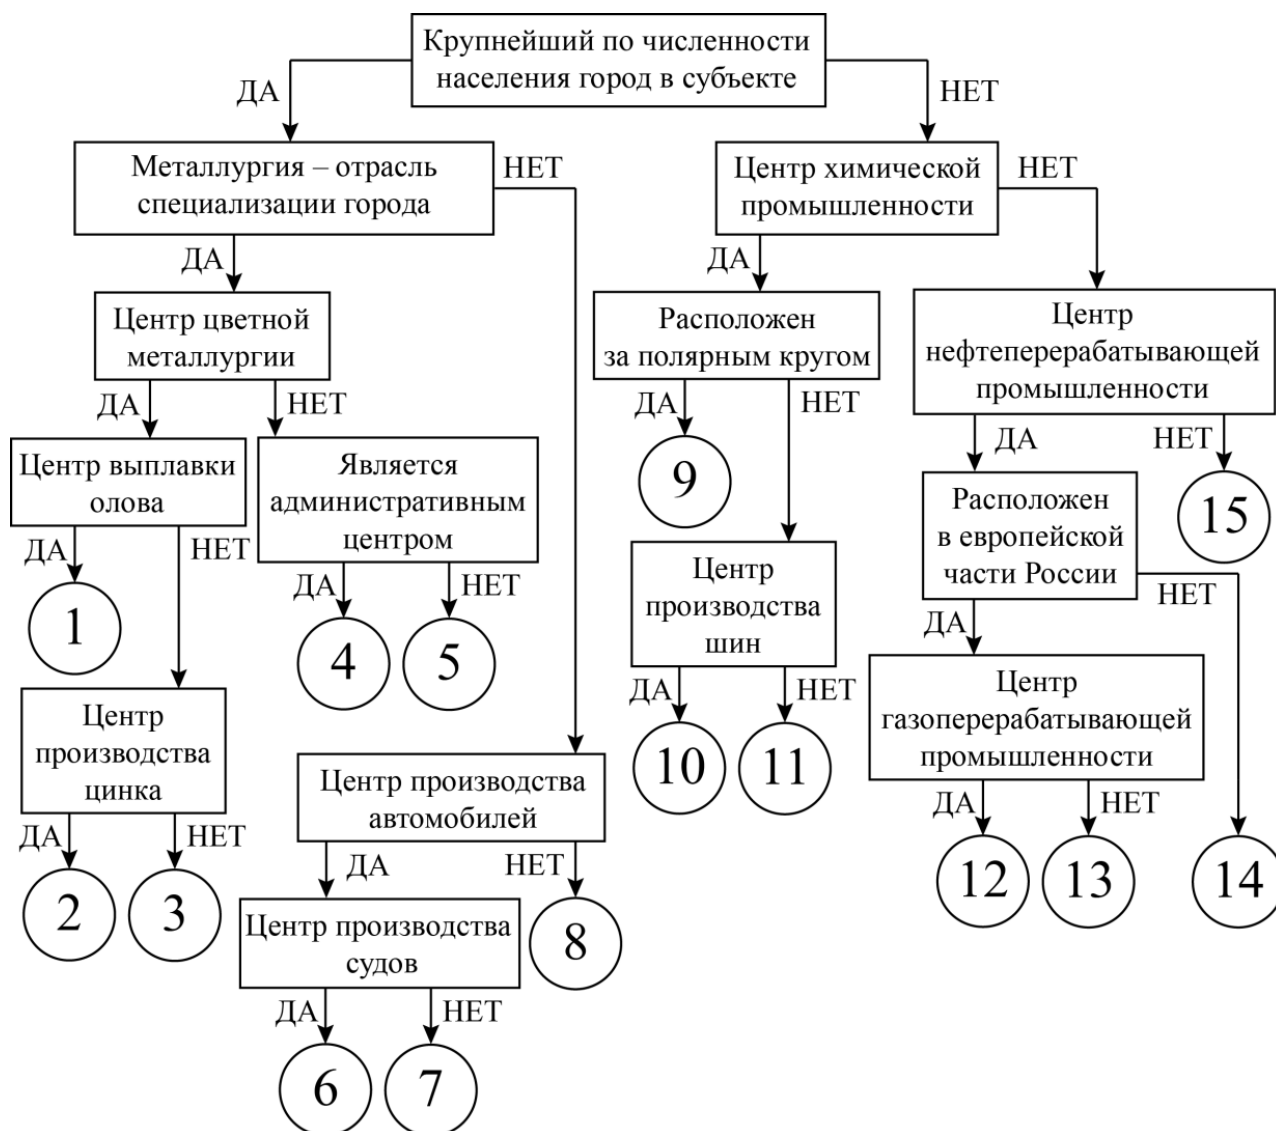 Крупнейший по численности
населения город в субъекте
ДА
НЕТ
Металлургия – отрасль
специализации города
НЕТ
Центр химической
промышленности
НЕТ
ДА
ДА
Центр цветной
металлургии
Расположен
за полярным кругом
Центр
нефтеперерабатывающей
промышленности
ДА
НЕТ
ДА
НЕТ
ДА
НЕТ
Центр выплавки
олова
Является
административным
центром
9
Расположен
в европейской
части России
15
ДА
НЕТ
ДА
НЕТ
Центр
производства
шин
НЕТ
1
4
5
ДА
Центр
производства
цинка
ДА
НЕТ
Центр
газоперерабатывающей
промышленности
10
11
Центр производства
автомобилей
ДА
НЕТ
ДА
НЕТ
ДА
НЕТ
12
13
14
2
3
Центр производства
судов
8
ДА
НЕТ
6
7